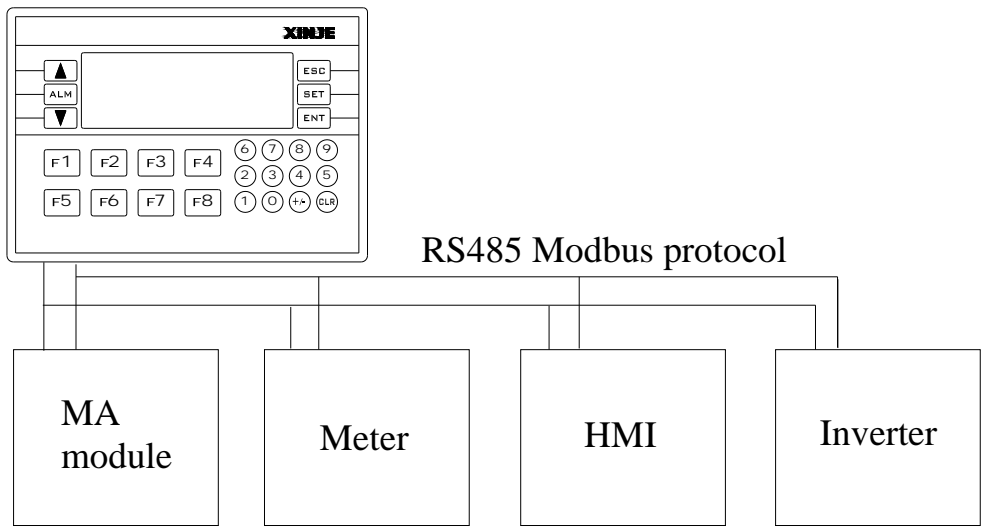 XINJE
ESC
ALM SET
ENT
F1 F2 F3 F4 6 7 8 9
2 3 4 5
F5 F6 F7 F8 1 0 +/- CLR
RS485 Modbus protocol
MA
module
Meter
HMI
Inverter